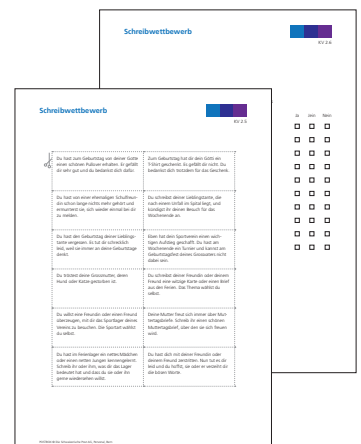 Schreibwettbewerb
KV 2.6
ja
Nein
Schreibwettbewerb
KV 2.5
Du hast zum Geburtstag von deiner Gotte
einen schönen Pullover erhalten. Er gefällt
dir sehr gut und du bedankst dich dafür.
Zum Geburtstag hat dir dein Götti ein
T-Shirt geschenkt. Es gefällt dir nicht. Du
bedankst dich trotzdem für das Geschenk.
Du hast von einer ehemaligen Schulfreundin
schon lange nichts mehr gehört und
ermunterst sie, sich wieder einmal bei dir
zu melden.
Du schreibst deiner Lieblingstante, die
nach einem Unfall im Spital liegt, und
kündigst ihr deinen Besuch für das
Wochenende an.
Du hast den Geburtstag deiner Lieblings-
tante vergessen. Es tut dir schrecklich
leid, weil sie immer an deine Geburtstage
denkt.
Eben hat dein Sportverein einen wich-
tigen Aufstieg geschafft. Du hast am
Wochenende ein Turnier und kannst am
Geburtstagsfest deines Grossvaters nicht
dabei sein.
Du tröstest deine Grossmutter, deren
Hund oder Katze gestorben ist.
Du schreibst deiner Freundin oder deinem
Freund eine witzige Karte oder einen Brief
aus den Ferien. Das Thema wählst du
selbst.
Du willst eine Freundin oder einen Freund
überzeugen, mit dir das Sportlager deines
Vereins zu besuchen. Die Sportart wählst
du selbst.
Deine Mutter freut sich immer über Mut-
tertagsbriefe. Schreib ihr einen schönen
Muttertagsbrief, über den sie sich freuen
wird.
Du hast im Ferienlager ein nettes Mädchen
oder einen netten Jungen kennengelernt.
Schreib ihr oder ihm, was dir das Lager
bedeutet hat und dass du sie oder ihn
gerne wiedersehen willst.
Du hast dich mit deiner Freundin oder
deinem Freund zerstritten. Nun tut es dir
leid und du hoffst, sie oder er verzeiht dir
die bösen Worte.